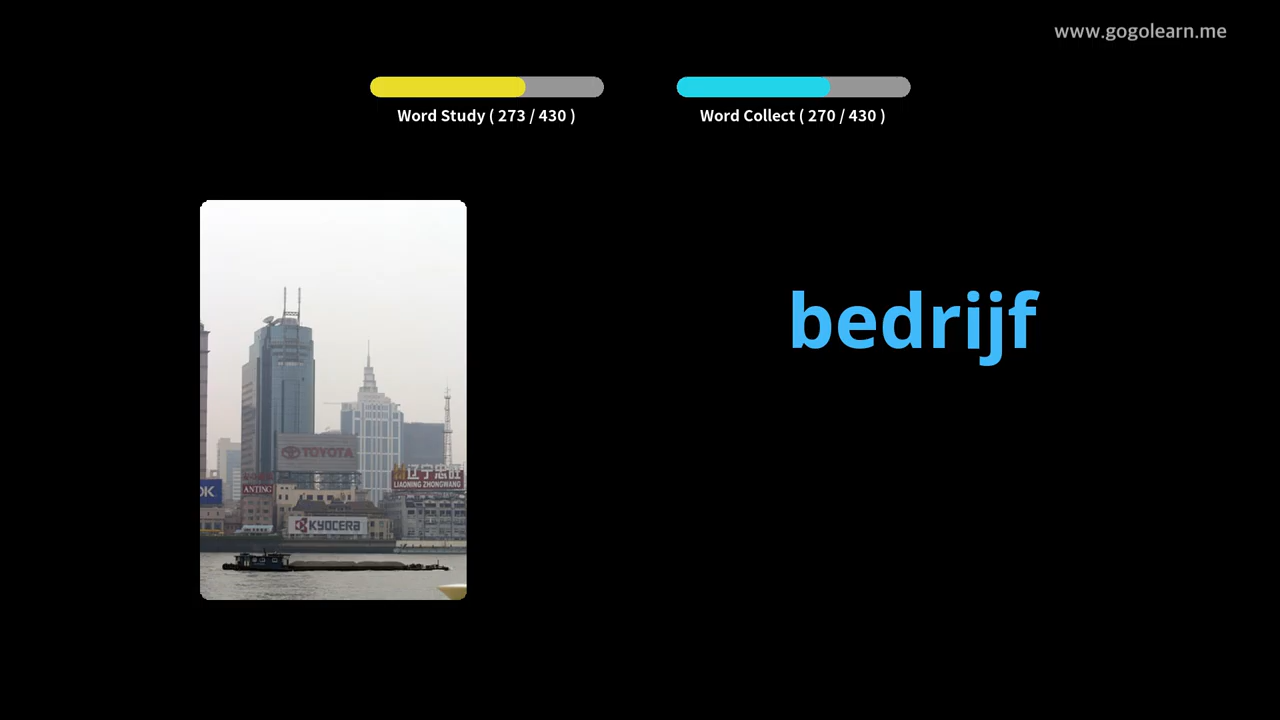 www.gogolearn.me
Word Study ( 273 / 430 )
Word Collect ( 270 / 430 )
bedrijf
TOYOTA
辽宁忠旺
LIAONING ZHONGWANG
OK
ANTING
KYOCERA